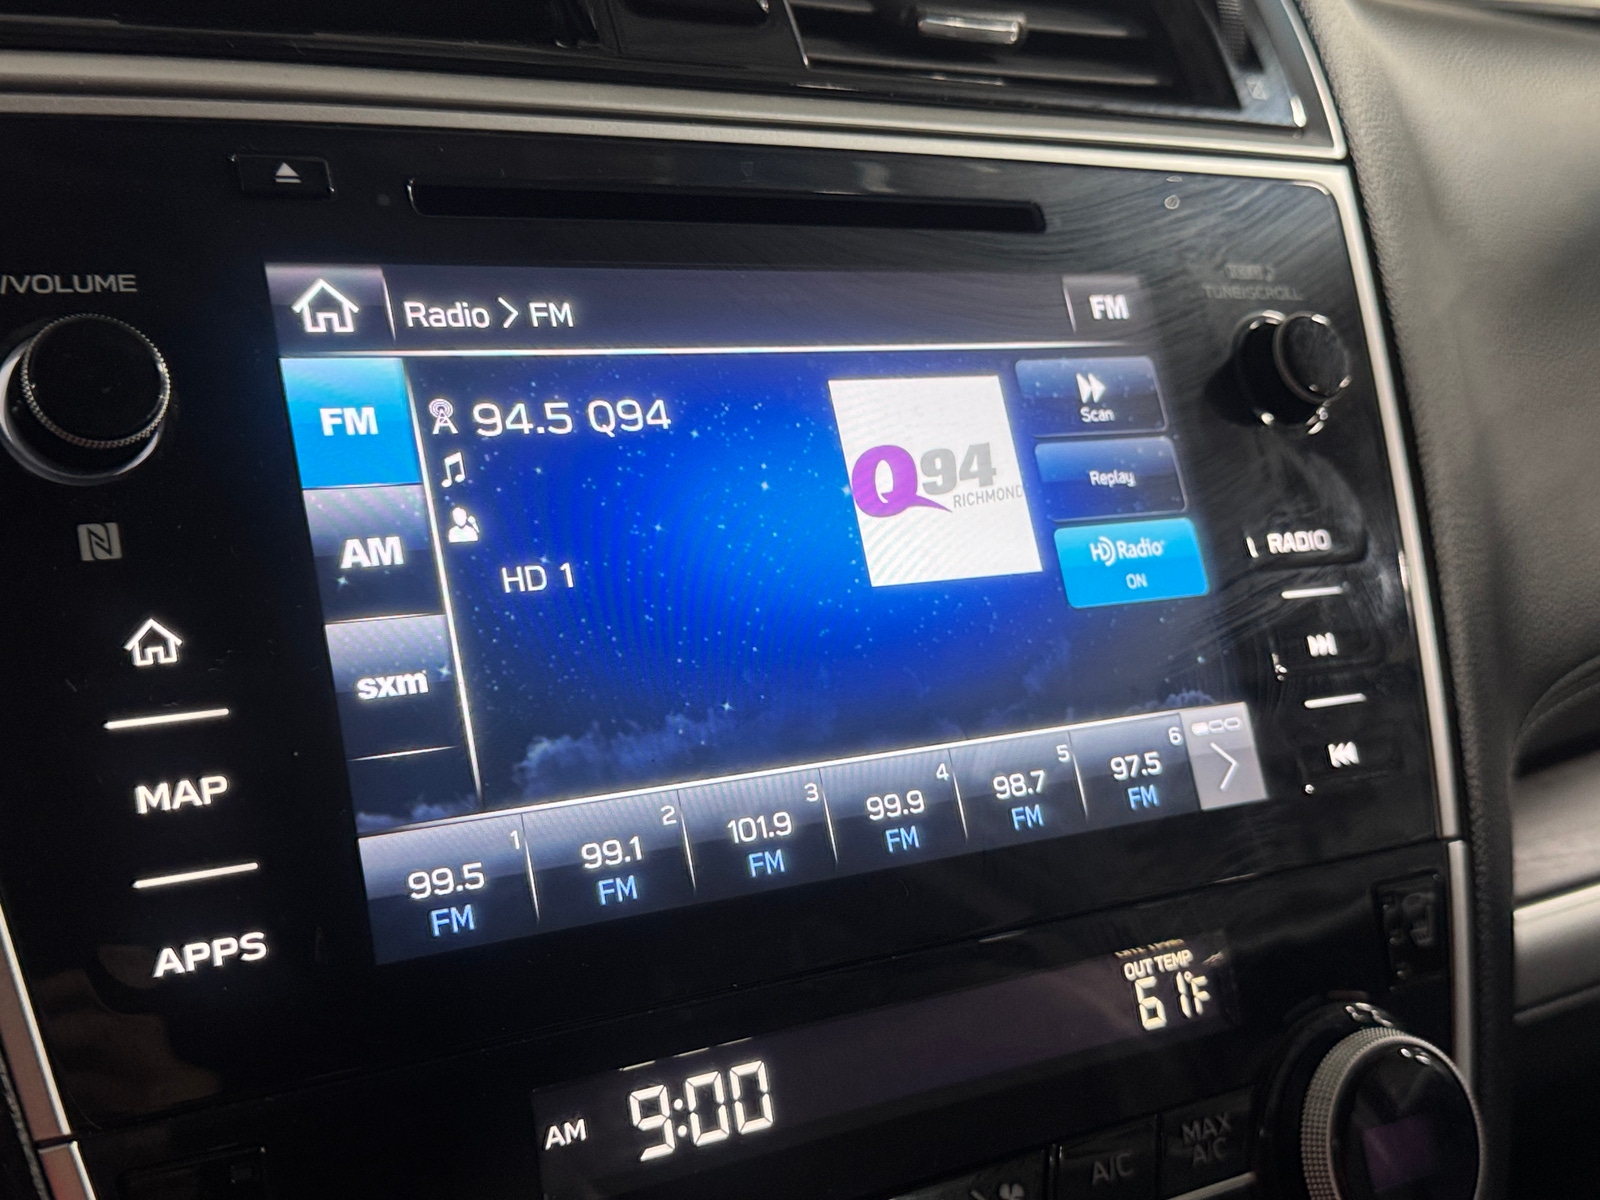 /VOLUME
TUNE/SCROLL
Radio > FM
FM
FM
AM
sxm
94.5 Q94
HD 1
Q94
RICHMOND
Scan
Replay
HD Radio
ON
RADIO
MAP
APPS
1
99.5
FM
2
99.1
FM
3
101.9
FM
4
99.9
FM
5
98.7
FM
6
97.5
FM
OUT TEMP
61°F
AM 9:00
A/C
MAX
A/C